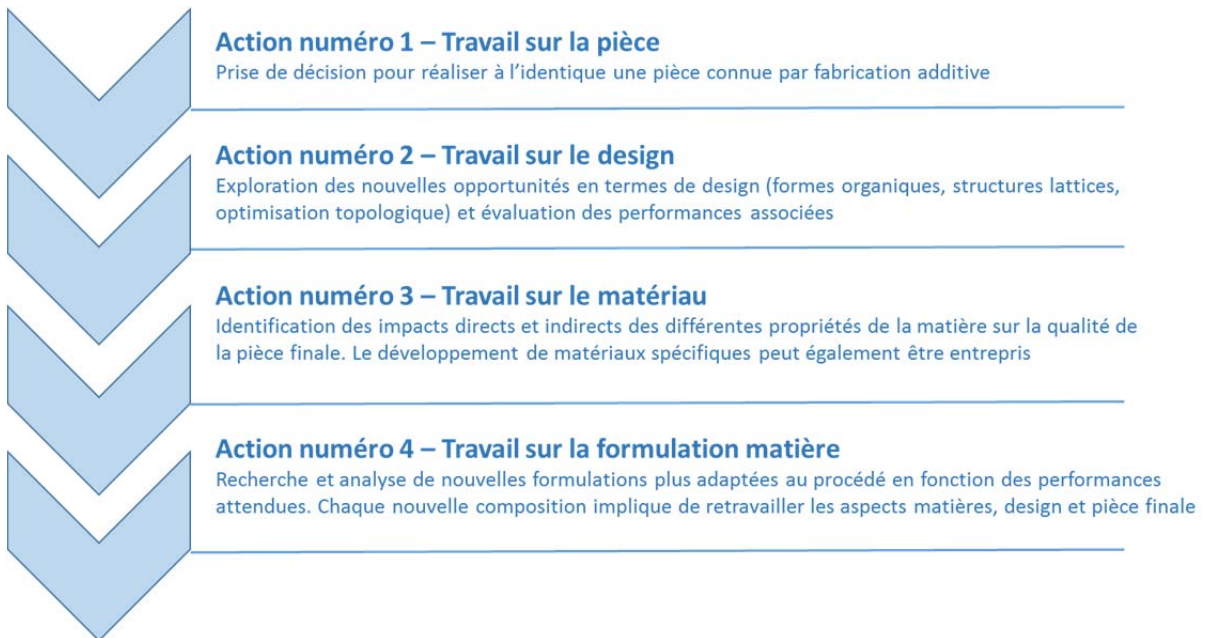 Action numéro 1 – Travail sur la pièce
Prise de décision pour réaliser à l’identique une pièce connue par fabrication additive
Action numéro 2 – Travail sur le design
Exploration des nouvelles opportunités en termes de design (formes organiques, structures lattices,
optimisation topologique) et évaluation des performances associées
Action numéro 3 – Travail sur le matériau
Identification des impacts directs et indirects des différentes propriétés de la matière sur la qualité de
la pièce finale. Le développement de matériaux spécifiques peut également être entrepris
Action numéro 4 – Travail sur la formulation matière
Recherche et analyse de nouvelles formulations plus adaptées au procédé en fonction des performances
attendues. Chaque nouvelle composition implique de retravailler les aspects matières, design et pièce finale